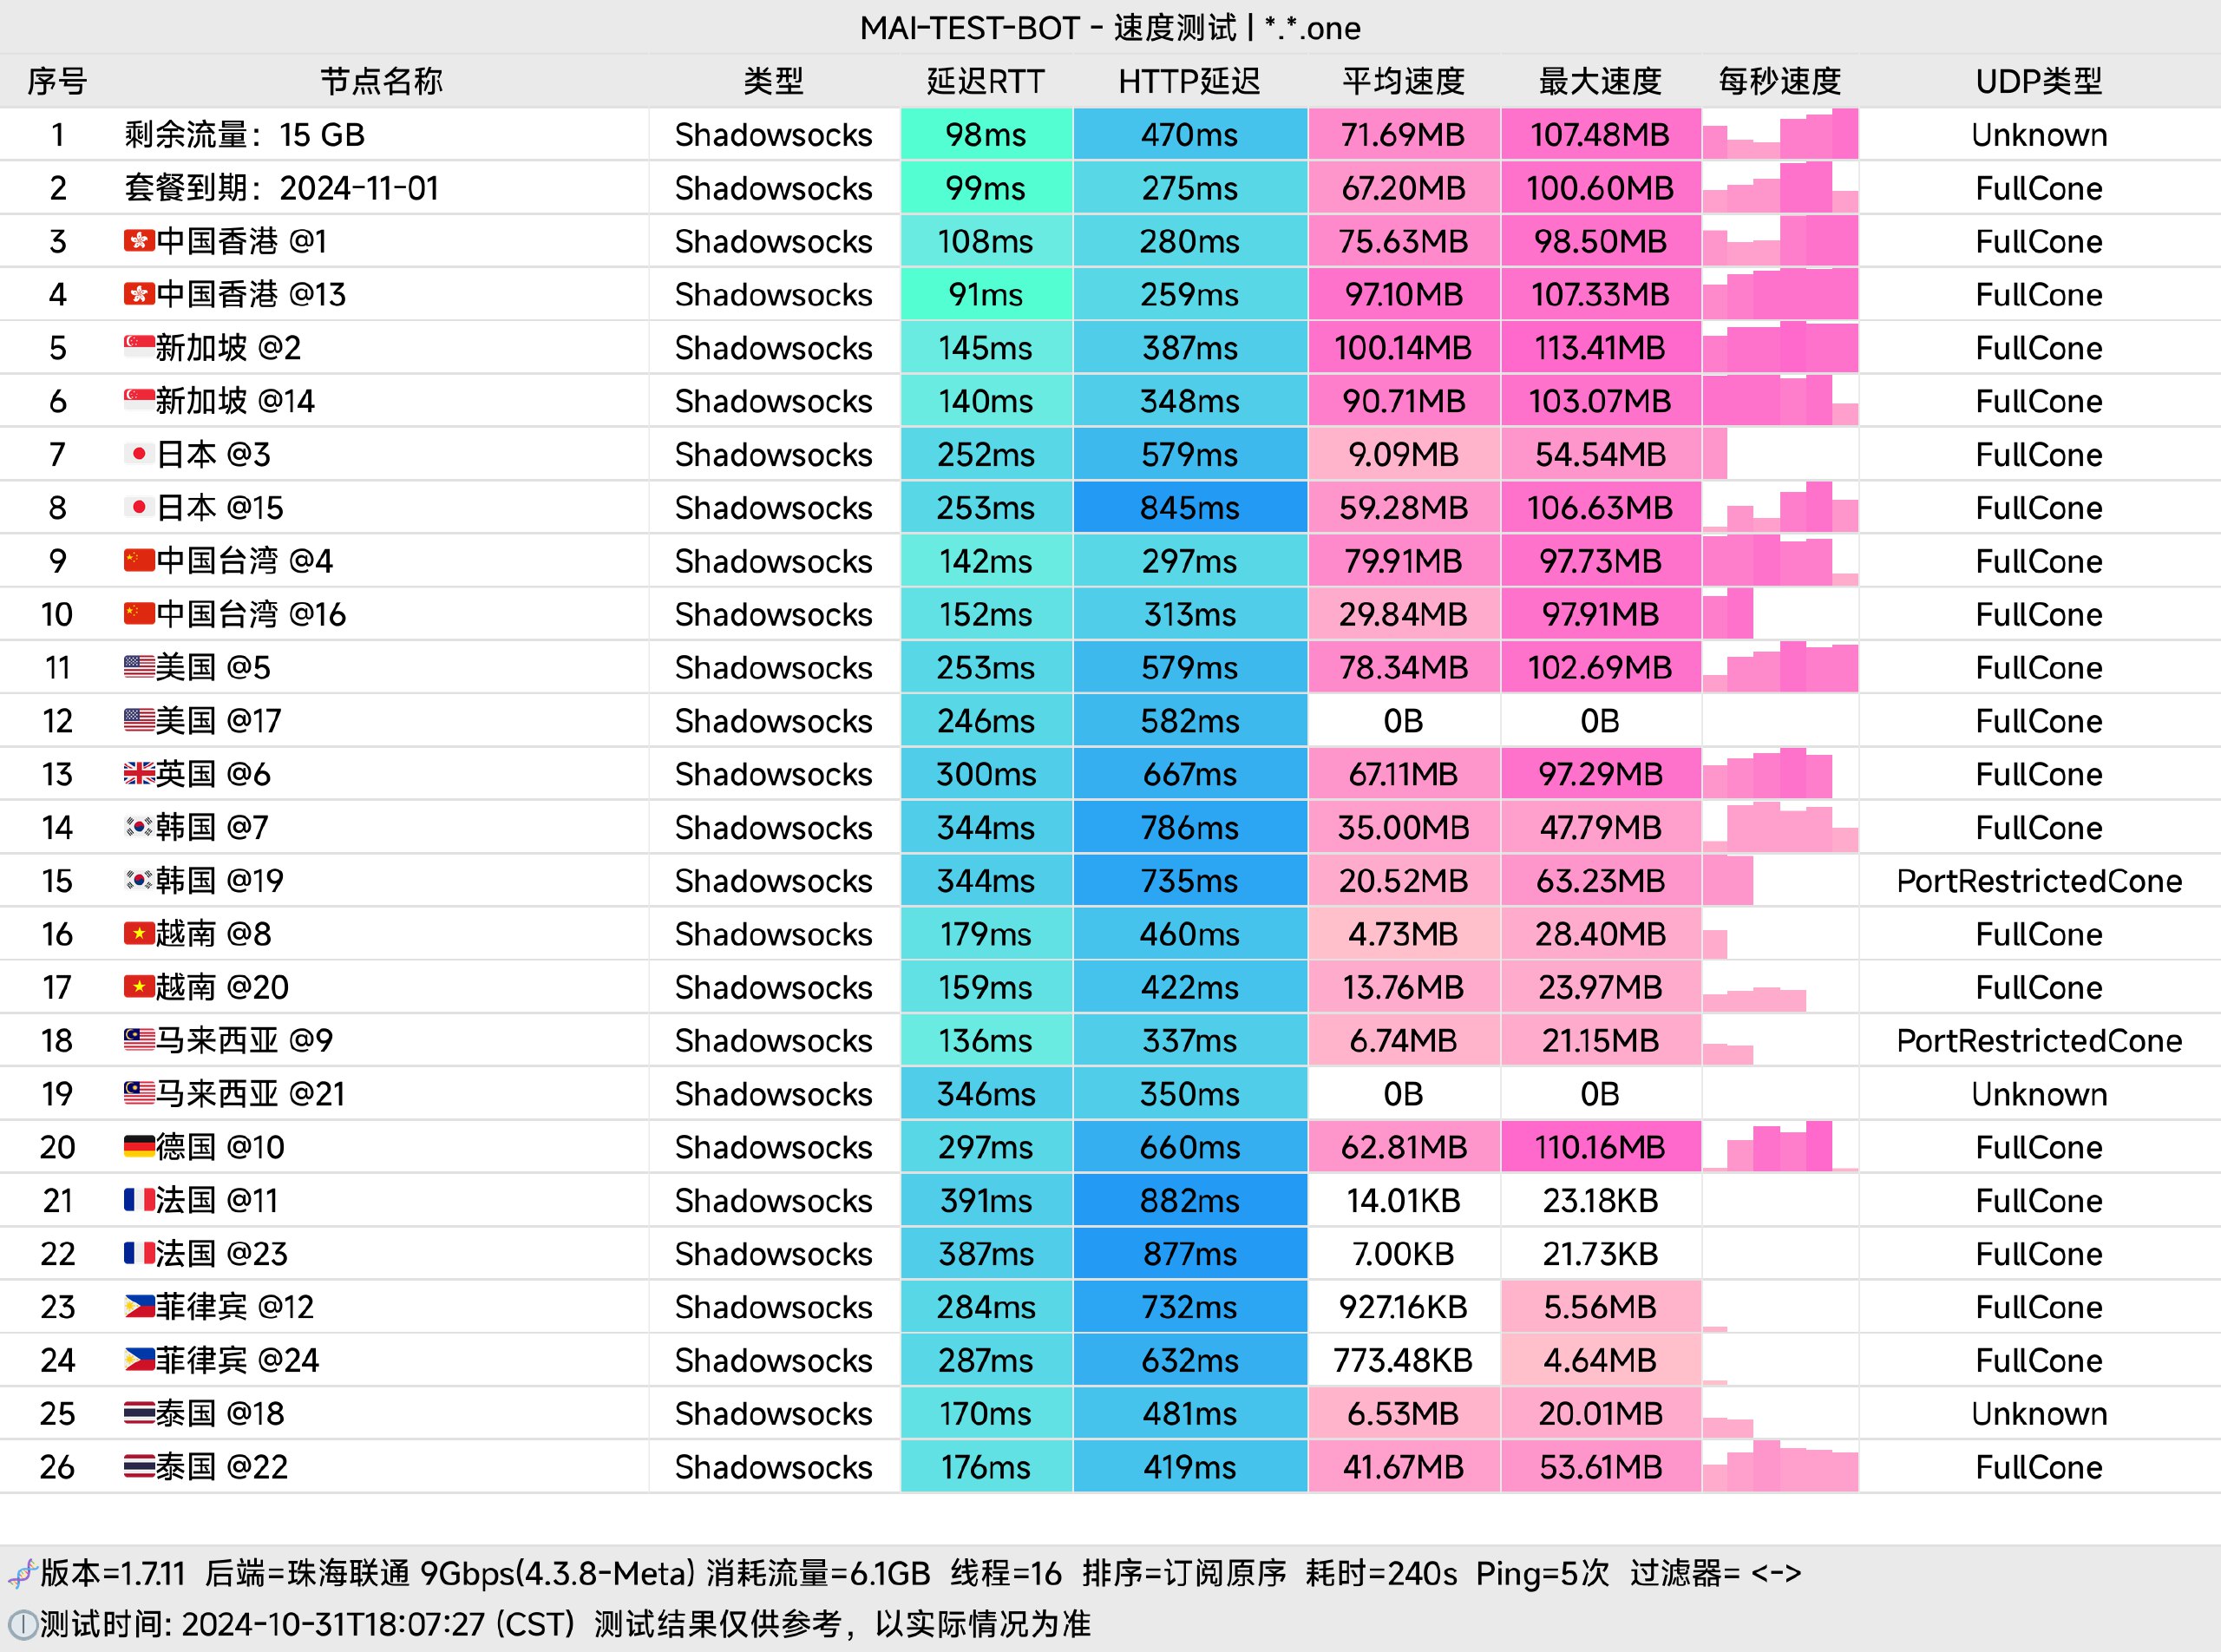 MAI-TEST-BOT - 速度测试 | *.*.one
序号 节点名称 类型 延迟RTT HTTP延迟 平均速度 最大速度 每秒速度 UDP类型
1 剩余流量：15 GB Shadowsocks 98ms 470ms 71.69MB 107.48MB Unknown
2 套餐到期：2024-11-01 Shadowsocks 99ms 275ms 67.20MB 100.60MB FullCone
3 中国香港 @1 Shadowsocks 108ms 280ms 75.63MB 98.50MB FullCone
4 中国香港 @13 Shadowsocks 91ms 259ms 97.10MB 107.33MB FullCone
5 新加坡 @2 Shadowsocks 145ms 387ms 100.14MB 113.41MB FullCone
6 新加坡 @14 Shadowsocks 140ms 348ms 90.71MB 103.07MB FullCone
7 日本 @3 Shadowsocks 252ms 579ms 9.09MB 54.54MB FullCone
8 日本 @15 Shadowsocks 253ms 845ms 59.28MB 106.63MB FullCone
9 中国台湾 @4 Shadowsocks 142ms 297ms 79.91MB 97.73MB FullCone
10 中国台湾 @16 Shadowsocks 152ms 313ms 29.84MB 97.91MB FullCone
11 美国 @5 Shadowsocks 253ms 579ms 78.34MB 102.69MB FullCone
12 美国 @17 Shadowsocks 246ms 582ms 0B 0B FullCone
13 英国 @6 Shadowsocks 300ms 667ms 67.11MB 97.29MB FullCone
14 韩国 @7 Shadowsocks 344ms 786ms 35.00MB 47.79MB FullCone
15 韩国 @19 Shadowsocks 344ms 735ms 20.52MB 63.23MB PortRestrictedCone
16 越南 @8 Shadowsocks 179ms 460ms 4.73MB 28.40MB FullCone
17 越南 @20 Shadowsocks 159ms 422ms 13.76MB 23.97MB FullCone
18 马来西亚 @9 Shadowsocks 136ms 337ms 6.74MB 21.15MB PortRestrictedCone
19 马来西亚 @21 Shadowsocks 346ms 350ms 0B 0B Unknown
20 德国 @10 Shadowsocks 297ms 660ms 62.81MB 110.16MB FullCone
21 法国 @11 Shadowsocks 391ms 882ms 14.01KB 23.18KB FullCone
22 法国 @23 Shadowsocks 387ms 877ms 7.00KB 21.73KB FullCone
23 菲律宾 @12 Shadowsocks 284ms 732ms 927.16KB 5.56MB FullCone
24 菲律宾 @24 Shadowsocks 287ms 632ms 773.48KB 4.64MB FullCone
25 泰国 @18 Shadowsocks 170ms 481ms 6.53MB 20.01MB Unknown
26 泰国 @22 Shadowsocks 176ms 419ms 41.67MB 53.61MB FullCone
版本=1.7.11 后端=珠海联通 9Gbps(4.3.8-Meta) 消耗流量=6.1GB 线程=16 排序=订阅原序 耗时=240s Ping=5次 过滤器= <->
测试时间: 2024-10-31T18:07:27 (CST) 测试结果仅供参考，以实际情况为准